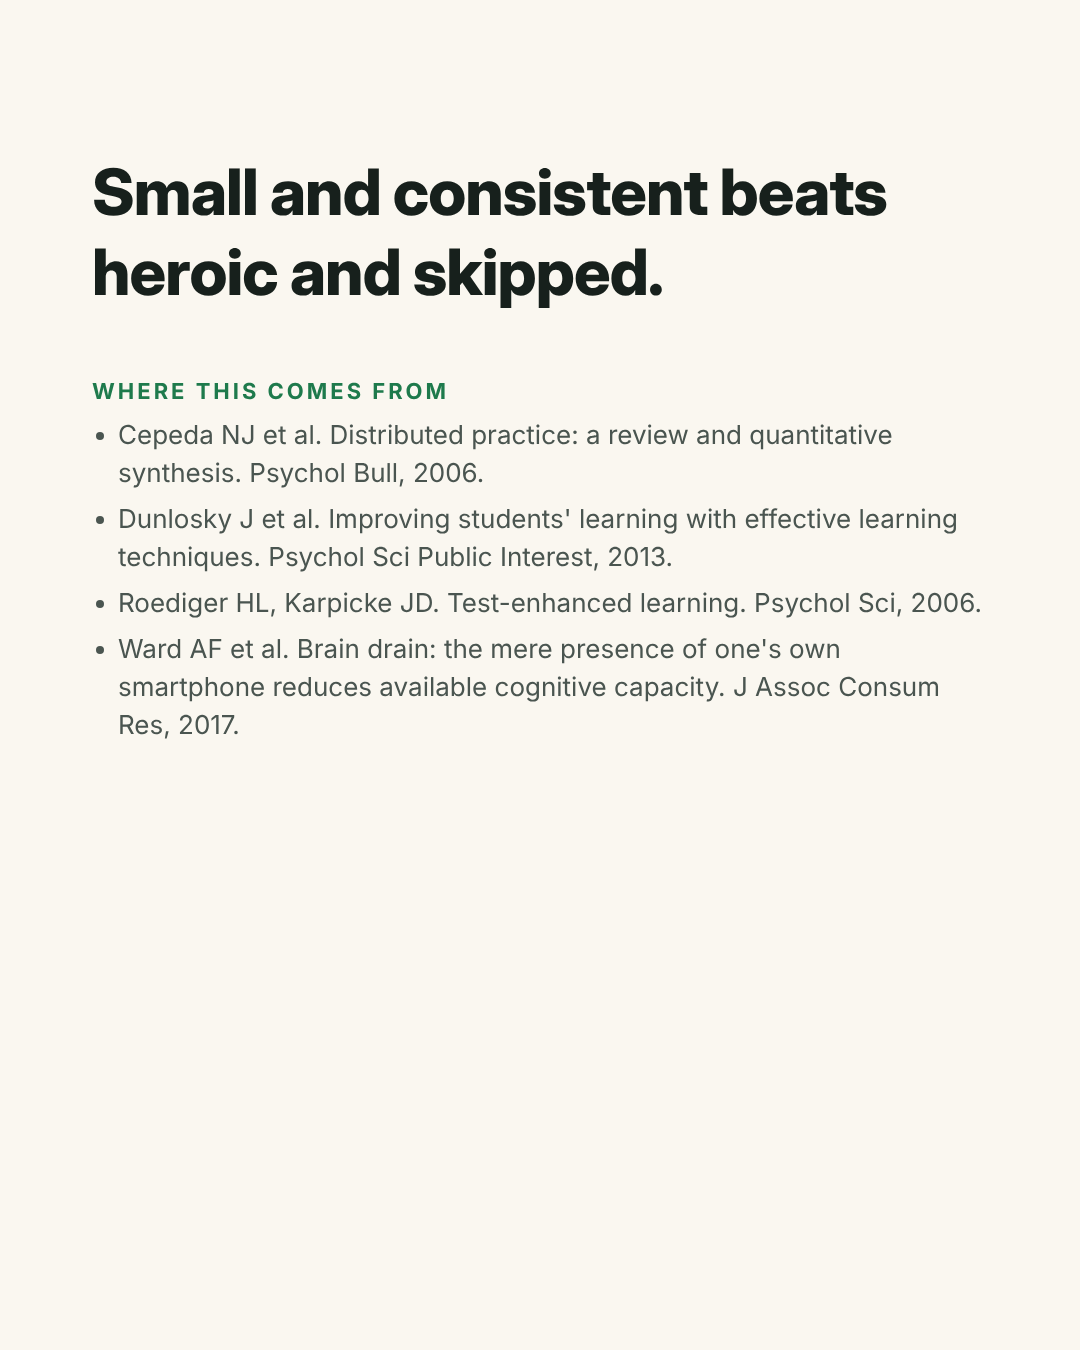 Small and consistent beats
heroic and skipped.
WHERE THIS COMES FROM
• Cepeda NJ et al. Distributed practice: a review and quantitative
synthesis. Psychol Bull, 2006.
• Dunlosky J et al. Improving students' learning with effective learning
techniques. Psychol Sci Public Interest, 2013.
• Roediger HL, Karpicke JD. Test-enhanced learning. Psychol Sci, 2006.
• Ward AF et al. Brain drain: the mere presence of one's own
smartphone reduces available cognitive capacity. J Assoc Consum
Res, 2017.